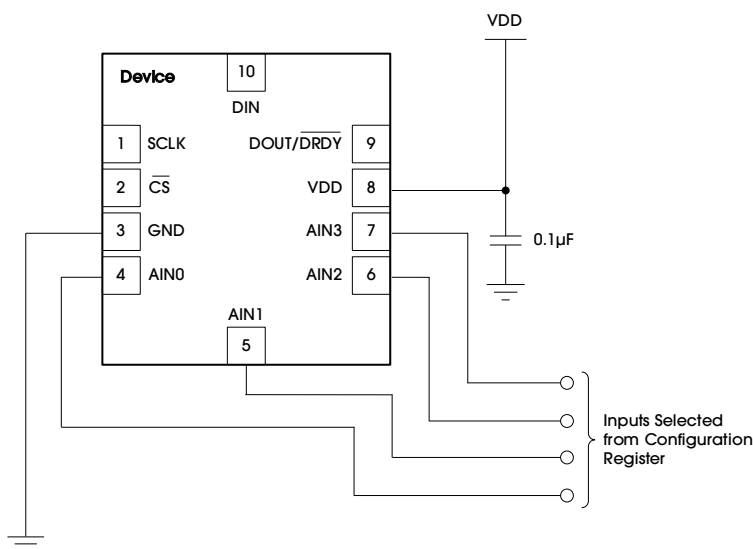 VDD
Device
10
DIN
1 SCLK
DOUT/DRDY 9
2 CS
VDD 8
3 GND
AIN3 7
4 AIN0
AIN2 6
AIN1
5
0.1µF
Inputs Selected
from Configuration
Register